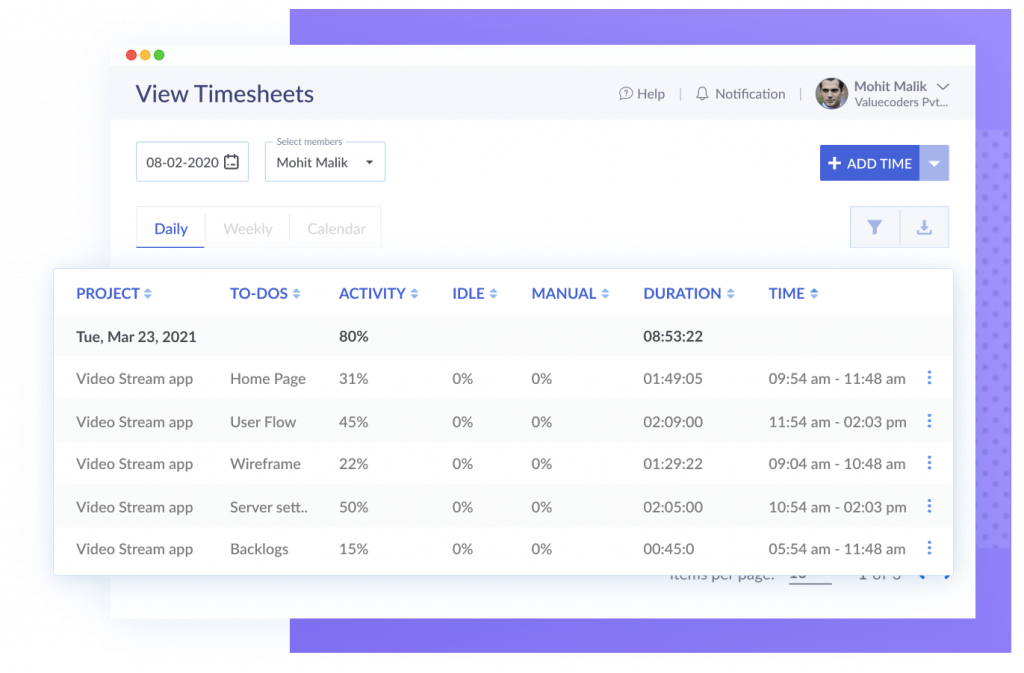 View Timesheets
Help
Notification
Mohit Malik
Valuecoders Pvt...
08-02-2020
Select members
Mohit Malik
ADD TIME
Daily Weekly Calendar
PROJECT TO-DOS ACTIVITY IDLE MANUAL DURATION TIME
Tue, Mar 23, 2021 80% 08:53:22
Video Stream app Home Page 31% 0% 0% 01:49:05 09:54 am - 11:48 am
Video Stream app User Flow 45% 0% 0% 02:09:00 11:54 am - 02:03 pm
Video Stream app Wireframe 22% 0% 0% 01:29:22 09:04 am - 10:48 am
Video Stream app Server sett.. 50% 0% 0% 02:05:00 10:54 am - 02:03 pm
Video Stream app Backlogs 15% 0% 0% 00:45:0 05:54 am - 11:48 am
Items per page: